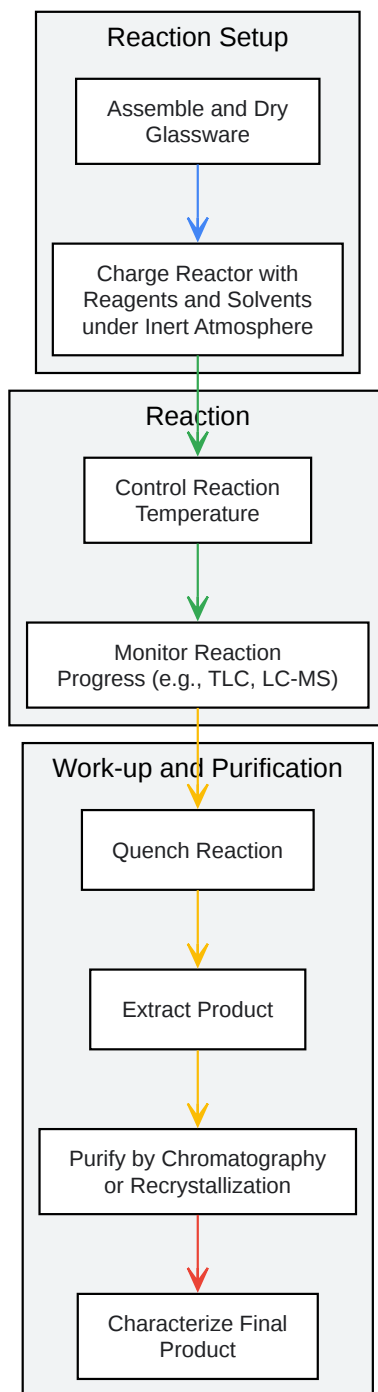 Reaction Setup
Assemble and Dry
Glassware
Charge Reactor with
Reagents and Solvents
under Inert Atmosphere
Reaction
Control Reaction
Temperature
Monitor Reaction
Progress (e.g., TLC, LC-MS)
Work-up and Purification
Quench Reaction
Extract Product
Purify by Chromatography
or Recrystallization
Characterize Final
Product